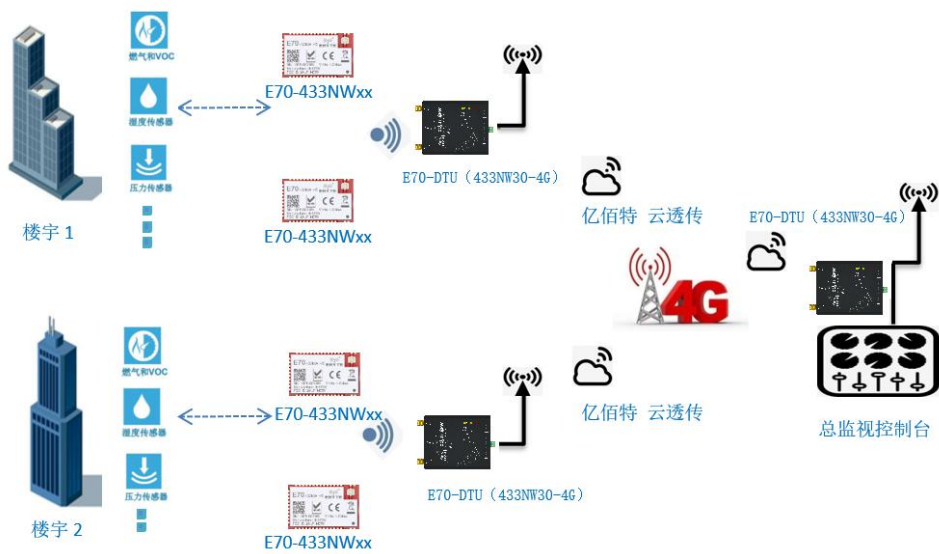 燃气和VOC
湿度传感器
压力传感器
楼宇 1
E70-433NWxx
E70-433NWxx
E70-DTU（433NW30-4G）
亿佰特 云透传
4G
E70-DTU（433NW30-4G）
总监视控制台
燃气和VOC
湿度传感器
压力传感器
楼宇 2
E70-433NWxx
E70-433NWxx
E70-DTU（433NW30-4G）
亿佰特 云透传